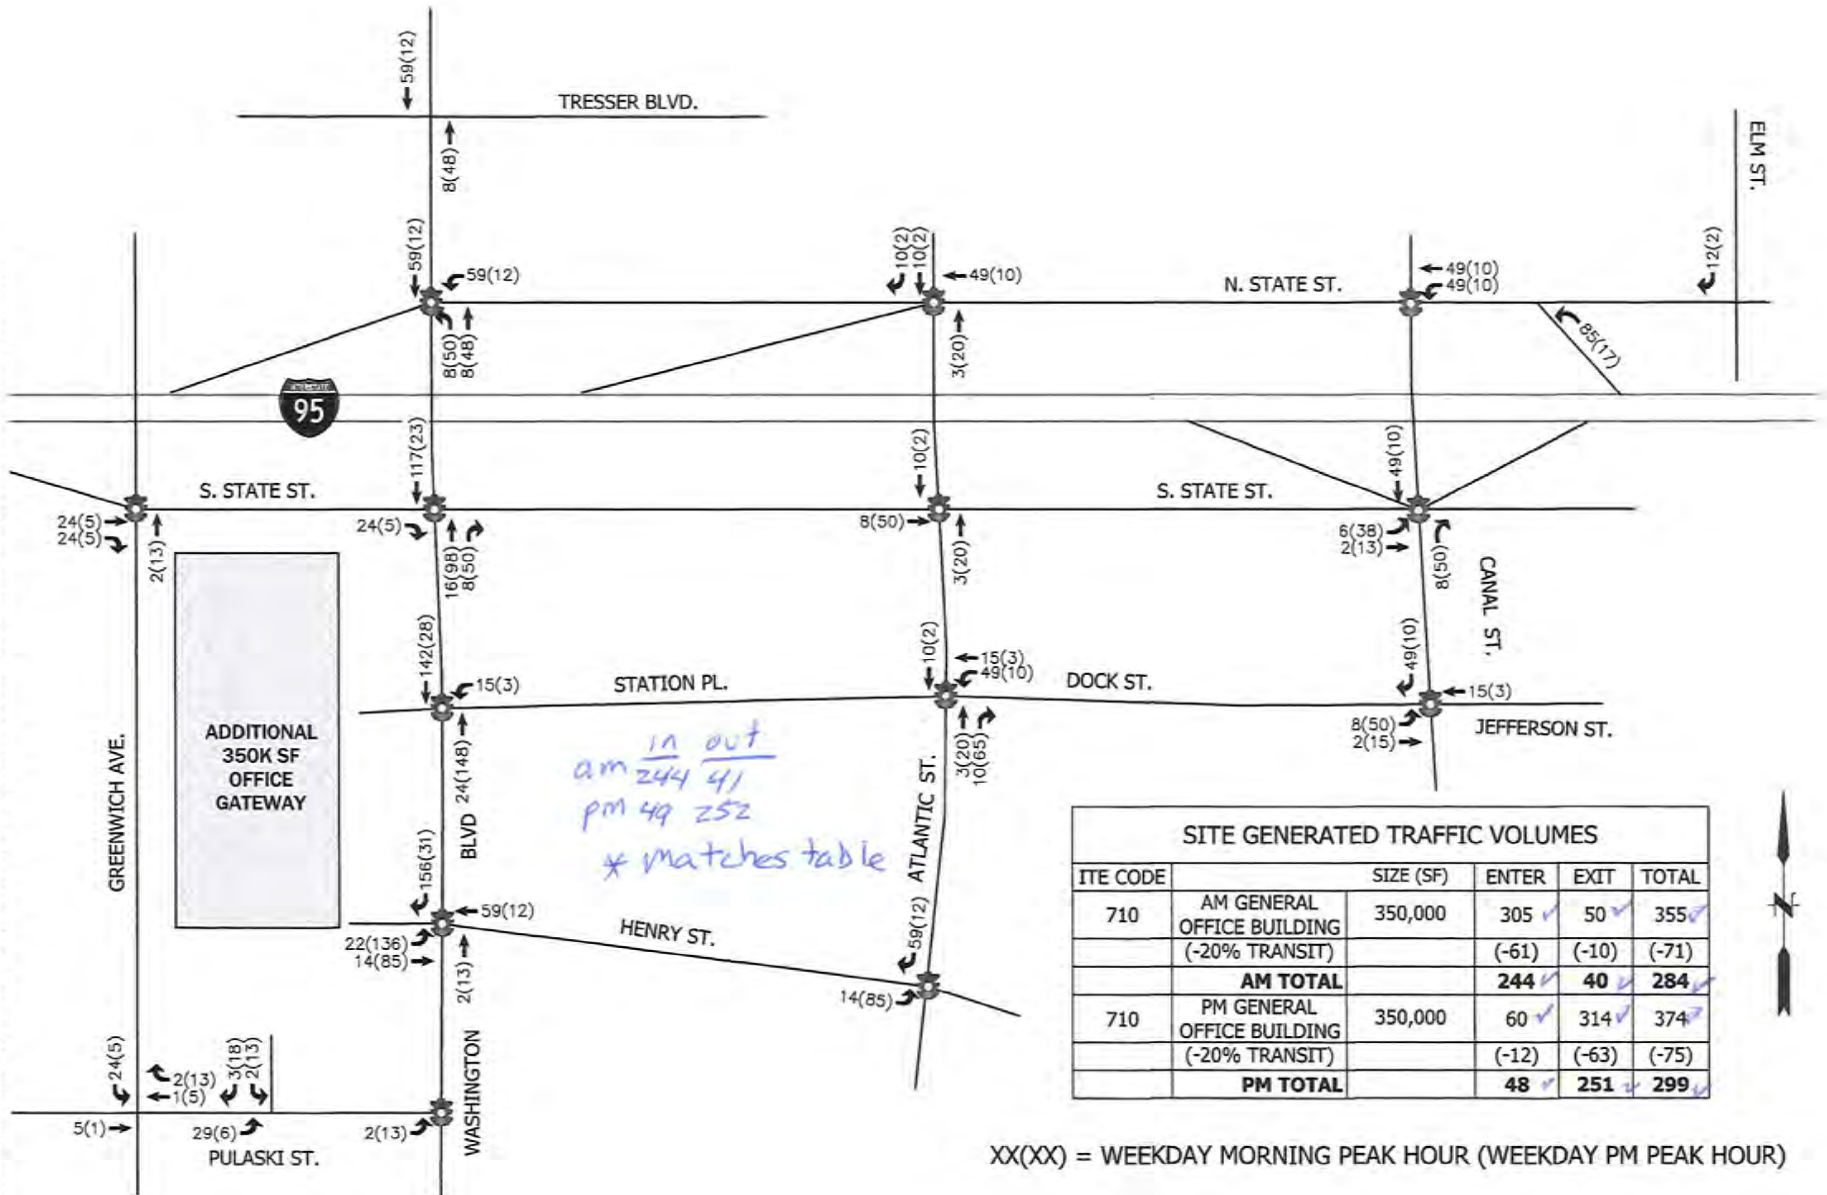 59(12)
TRESSER BLVD.
8(48)
ELM ST.
59(12)
59(12)
10(2)
10(2)
49(10)
N. STATE ST.
49(10)
49(10)
12(2)
8(50)
8(48)
3(20)
85(17)
INTERSTATE
95
117(23)
10(2)
49(10)
S. STATE ST.
S. STATE ST.
24(5)
24(5)
2(13)
24(5)
16(98)
8(50)
8(50)
3(20)
6(38)
2(13)
8(50)
CANAL ST.
142(28)
15(3)
STATION PL.
10(2)
15(3)
49(10)
DOCK ST.
49(10)
15(3)
8(50)
2(15)
JEFFERSON ST.
GREENWICH AVE.
ADDITIONAL
350K SF
OFFICE
GATEWAY
24(148)
in out
am 244 41
pm 49 252
* matches table
3(20)
10(65)
ATLANTIC ST.
156(31)
BLVD
59(12)
HENRY ST.
22(136)
14(85)
2(13)
59(12)
14(85)
WASHINGTON
24(5)
2(13)
1(5)
3(18)
2(13)
5(1)
29(6)
2(13)
PULASKI ST.
SITE GENERATED TRAFFIC VOLUMES
ITE CODE SIZE (SF) ENTER EXIT TOTAL
710 AM GENERAL OFFICE BUILDING 350,000 305 ✓ 50 ✓ 355 ✓
(-20% TRANSIT) (-61) (-10) (-71)
AM TOTAL 244 ✓ 40 ✓ 284 ✓
710 PM GENERAL OFFICE BUILDING 350,000 60 ✓ 314 ✓ 374 ✓
(-20% TRANSIT) (-12) (-63) (-75)
PM TOTAL 48 ✓ 251 ✓ 299 ✓
N
XX(XX) = WEEKDAY MORNING PEAK HOUR (WEEKDAY PM PEAK HOUR)